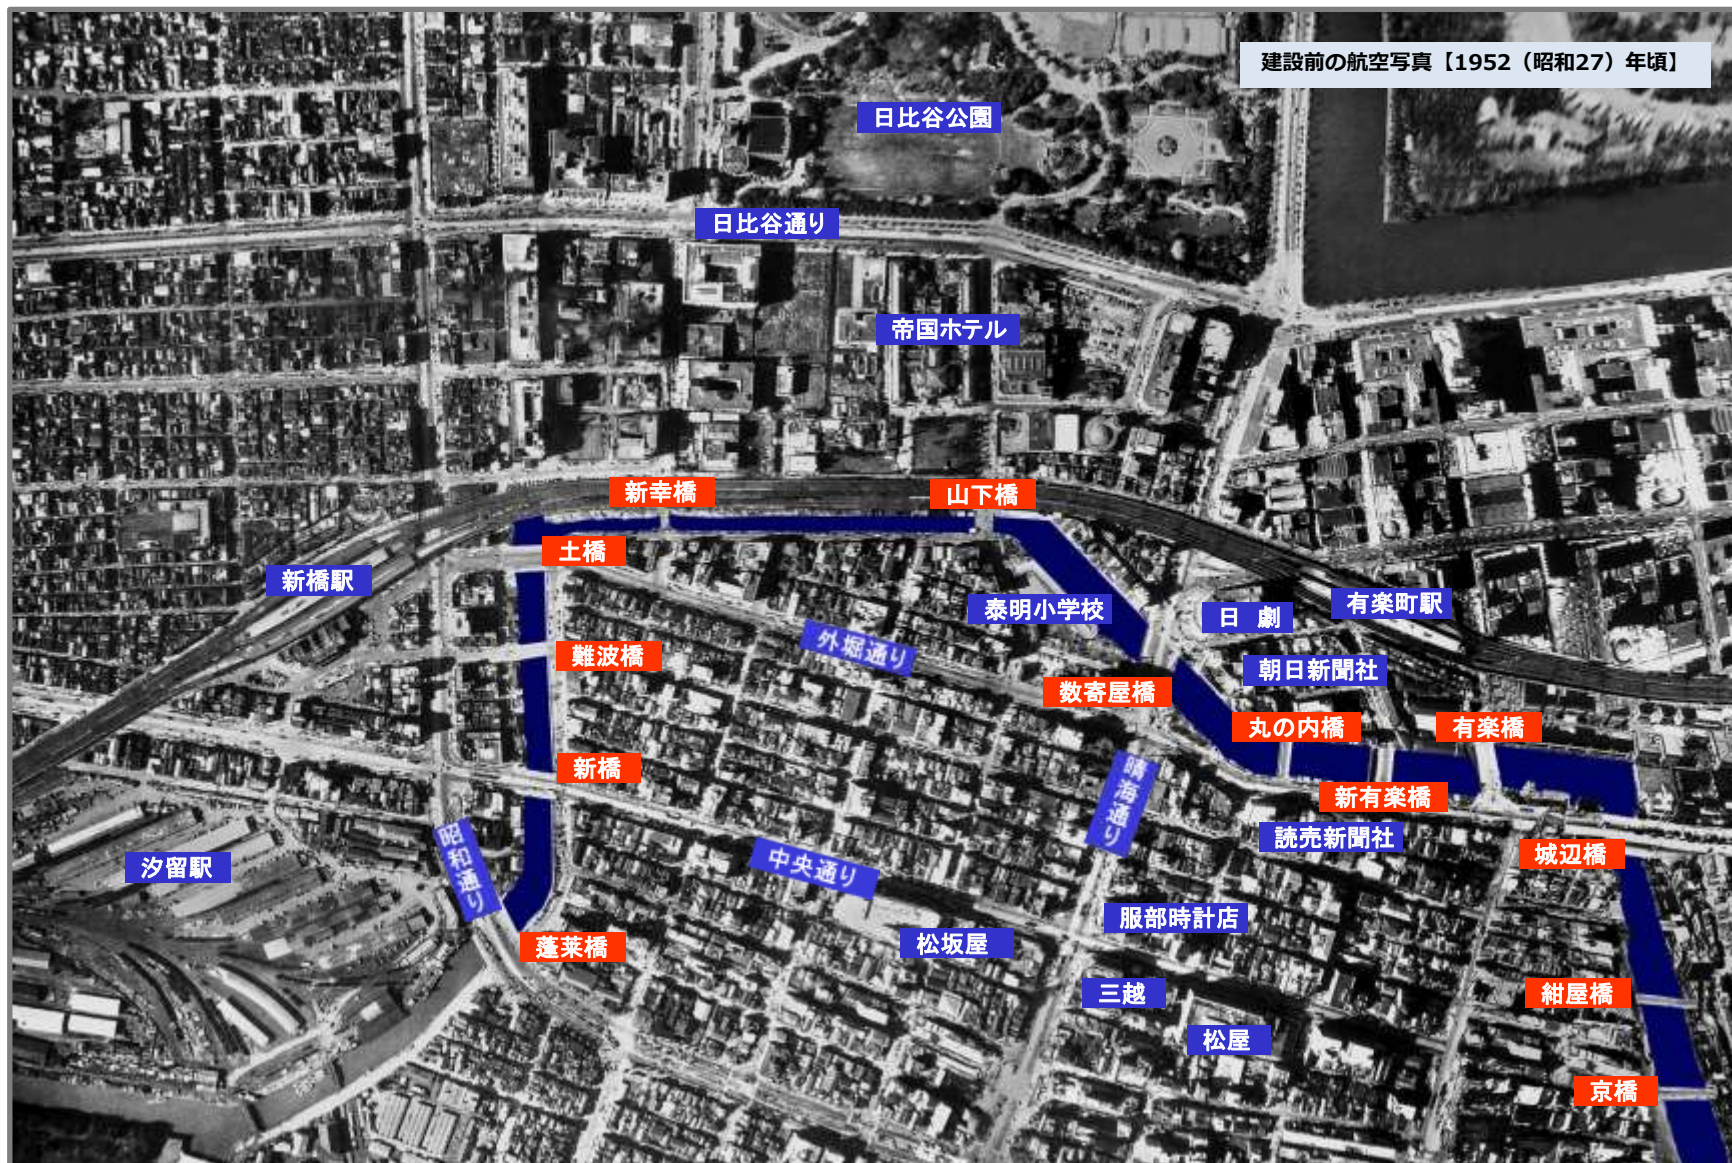 建設前の航空写真【1952（昭和27）年頃】
日比谷公園
日比谷通り
帝国ホテル
新幸橋
山下橋
土橋
新橋駅
有楽町駅
泰明小学校
日 劇
外堀通り
難波橋
朝日新聞社
数寄屋橋
丸の内橋
有楽橋
新橋
晴海通り
新有楽橋
読売新聞社
城辺橋
汐留駅
昭和通り
中央通り
服部時計店
松坂屋
蓬莱橋
三越
紺屋橋
松屋
京橋